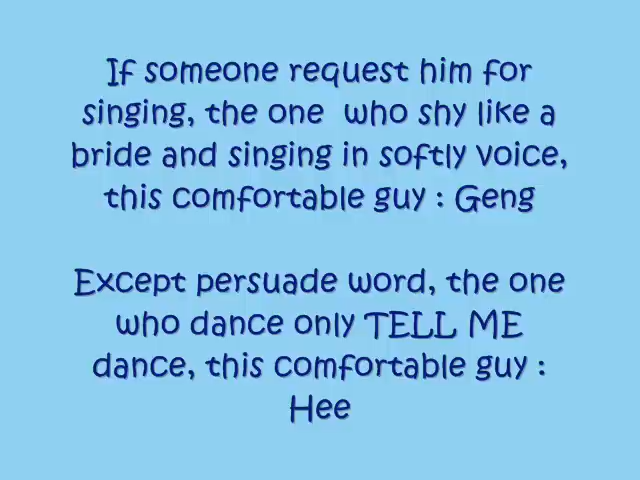 If someone request him for
singing, the one who shy like a
bride and singing in softly voice,
this comfortable guy : Geng
Except persuade word, the one
who dance only TELL ME
dance, this comfortable guy :
Hee